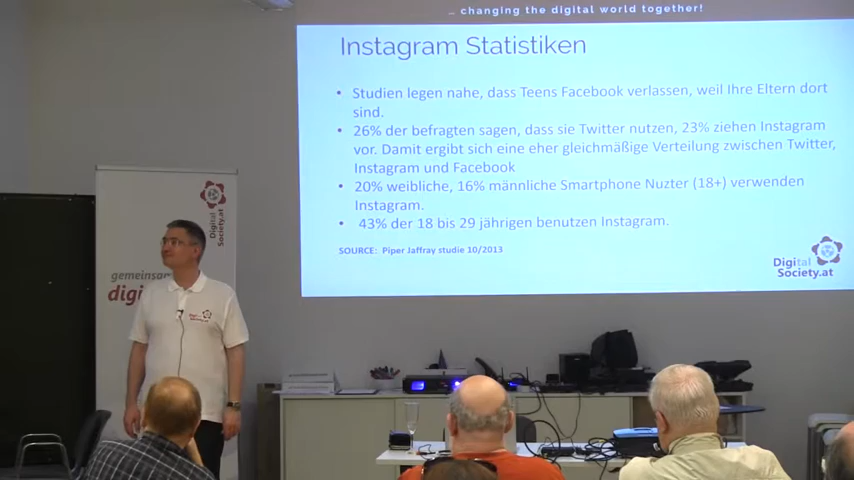 ... changing the digital world together!
Instagram Statistiken
• Studien legen nahe, dass Teens Facebook verlassen, weil Ihre Eltern dort
sind.
• 26% der befragten sagen, dass sie Twitter nutzen, 23% ziehen Instagram
vor. Damit ergibt sich eine eher gleichmäßige Verteilung zwischen Twitter,
Instagram und Facebook
• 20% weibliche, 16% männliche Smartphone Nuzter (18+) verwenden
Instagram.
• 43% der 18 bis 29 jährigen benutzen Instagram.
SOURCE: Piper Jaffray studie 10/2013
Digital
Society.at
Digital
Society.at
gemeinsam